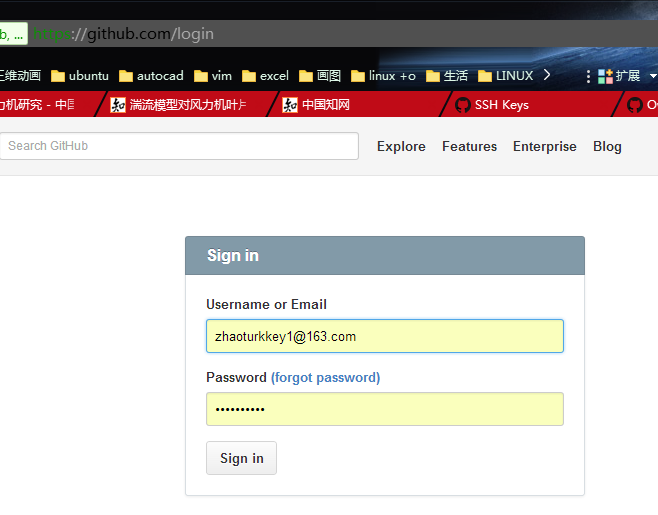 b, ... https://github.com/login
三维动画 ubuntu autocad vim excel 画图 linux +o 生活 LINUX 扩展
力机研究 - 中国 湍流模型对风力机叶片 中国知网 SSH Keys
Search GitHub Explore Features Enterprise Blog
Sign in
Username or Email
zhaoturkkey1@163.com
Password (forgot password)
Sign in